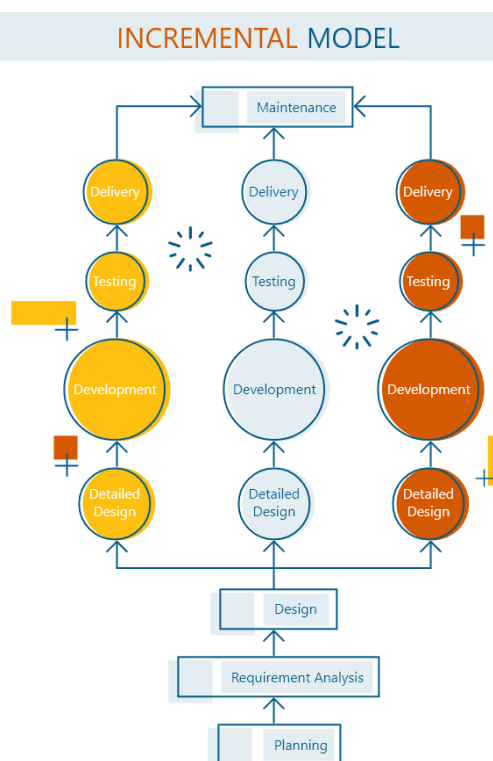 INCREMENTAL MODEL
Maintenance
Delivery
Delivery
Delivery
Testing
Testing
Testing
Development
Development
Development
Detailed
Design
Detailed
Design
Detailed
Design
Design
Requirement Analysis
Planning